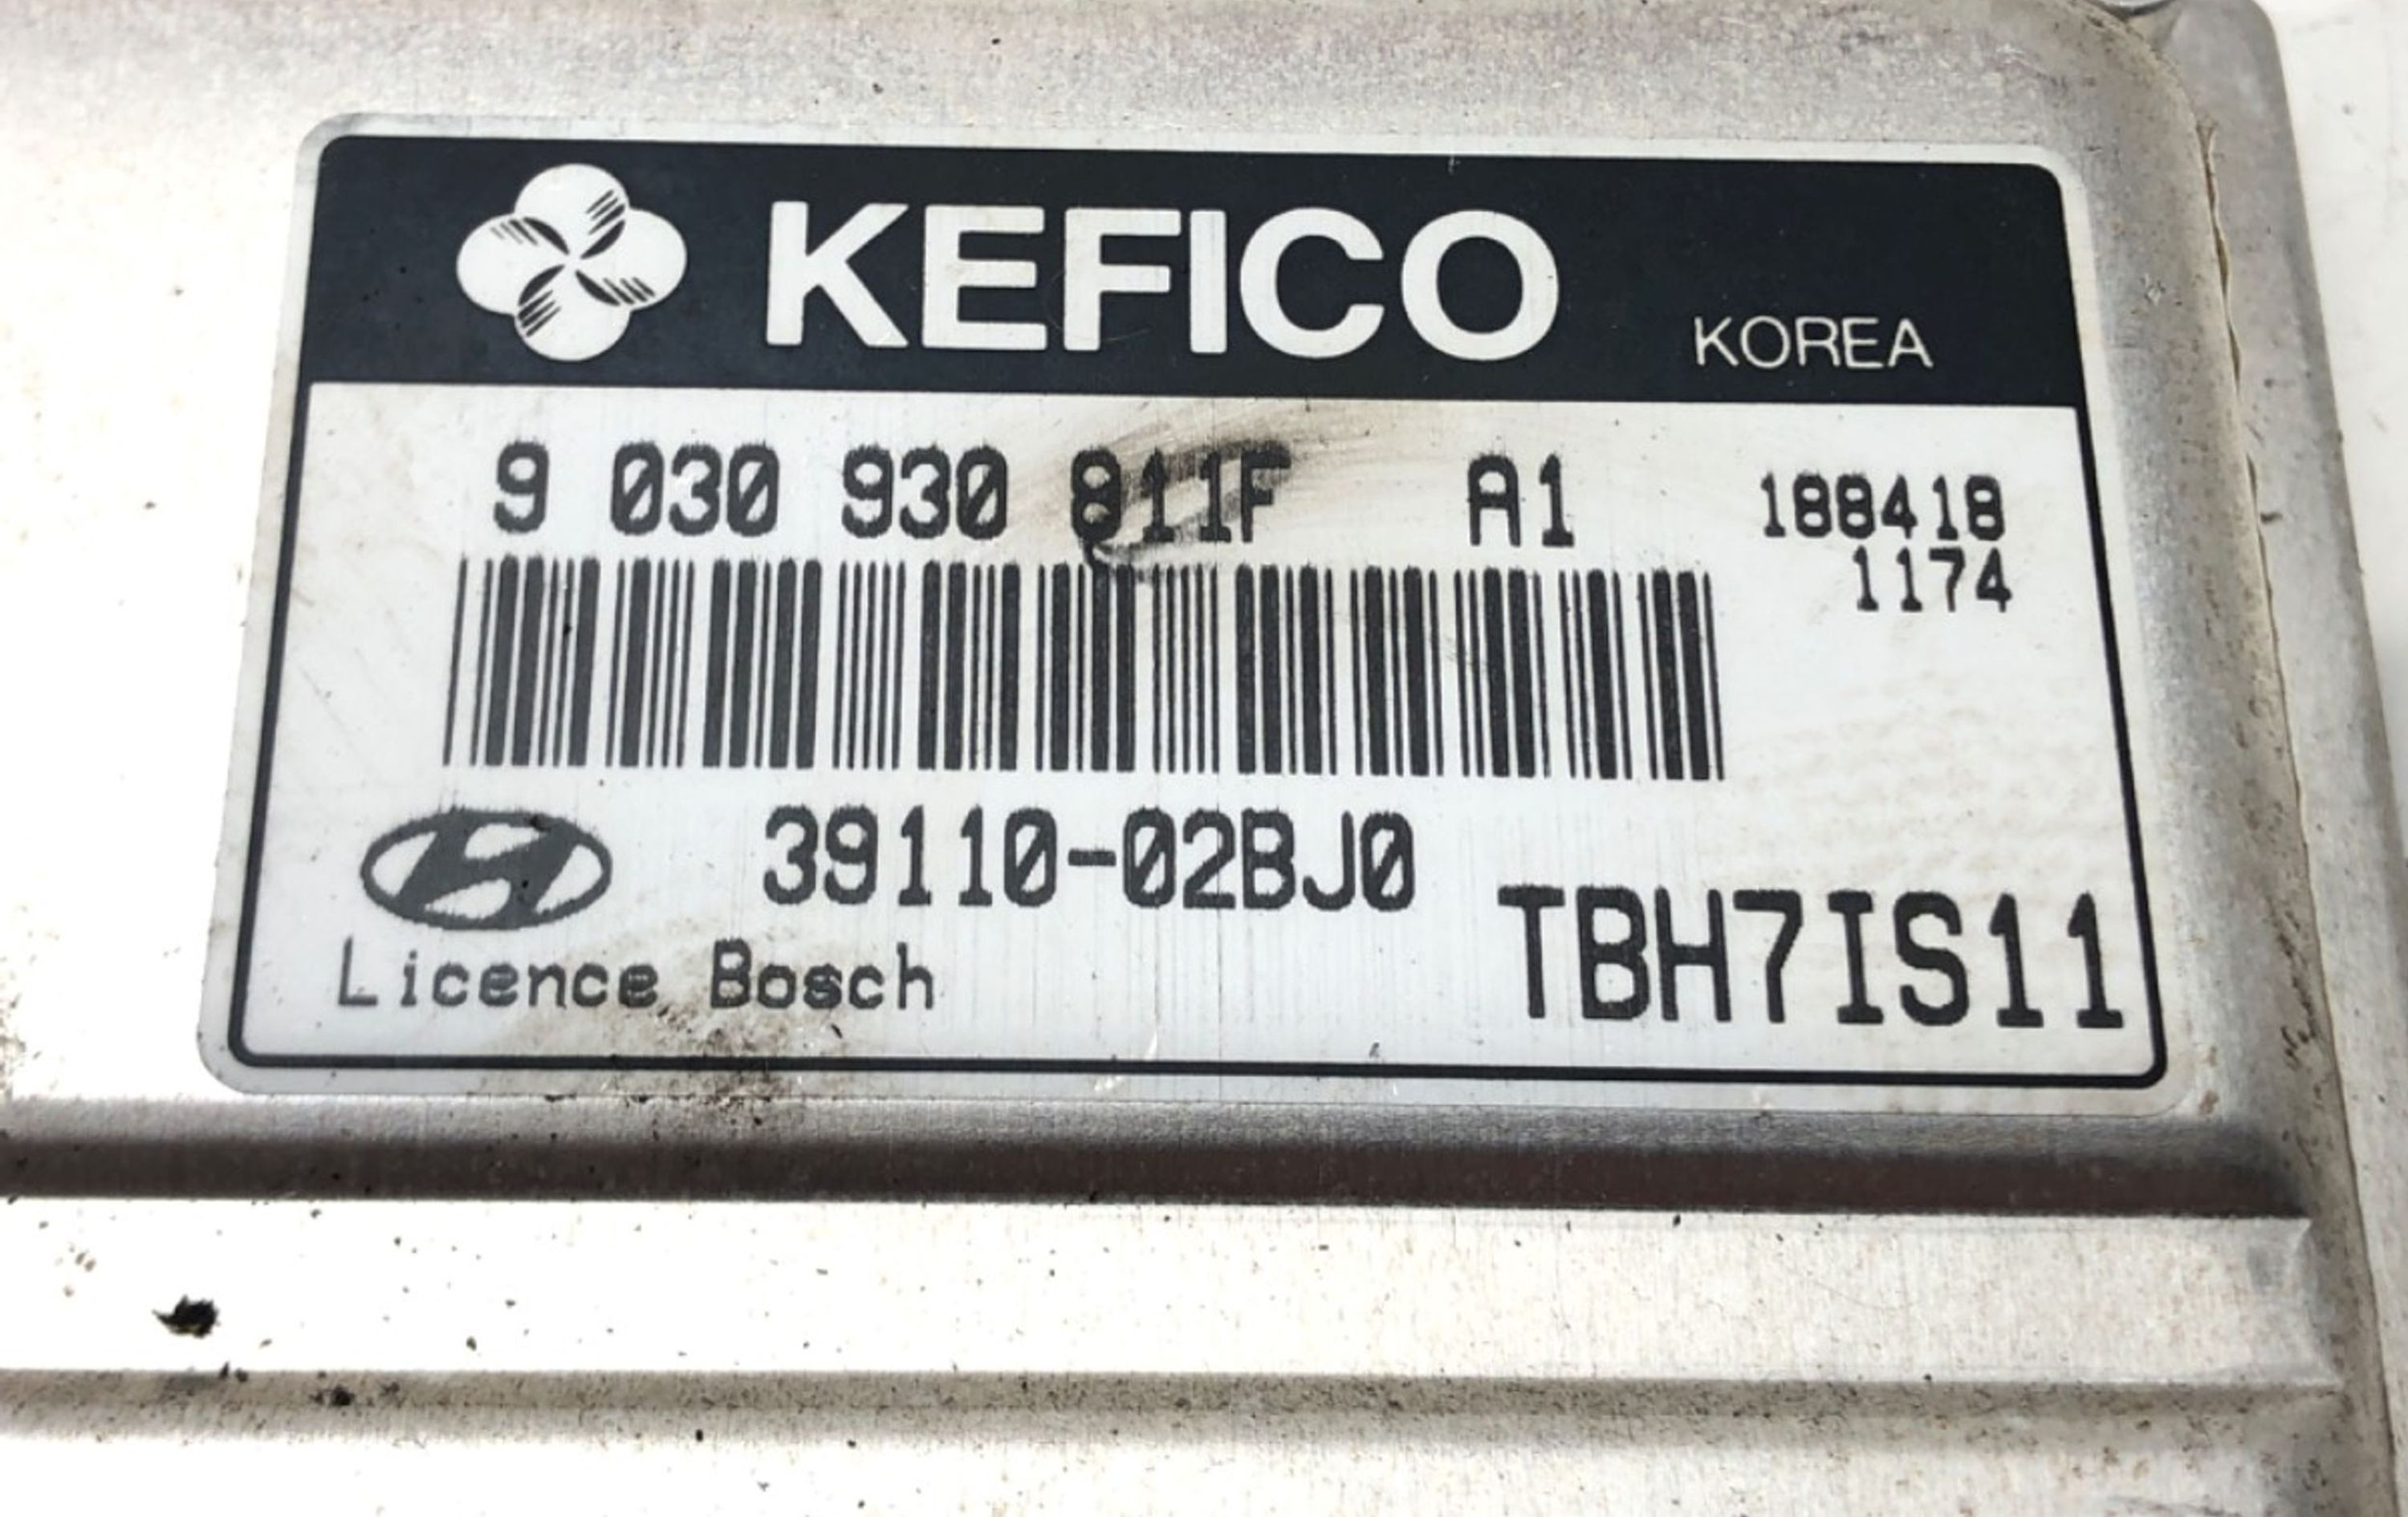 KEFICO KOREA
9 030 930 811F A1 188418
1174
39110-02BJ0
TBH7IS11
Licence Bosch